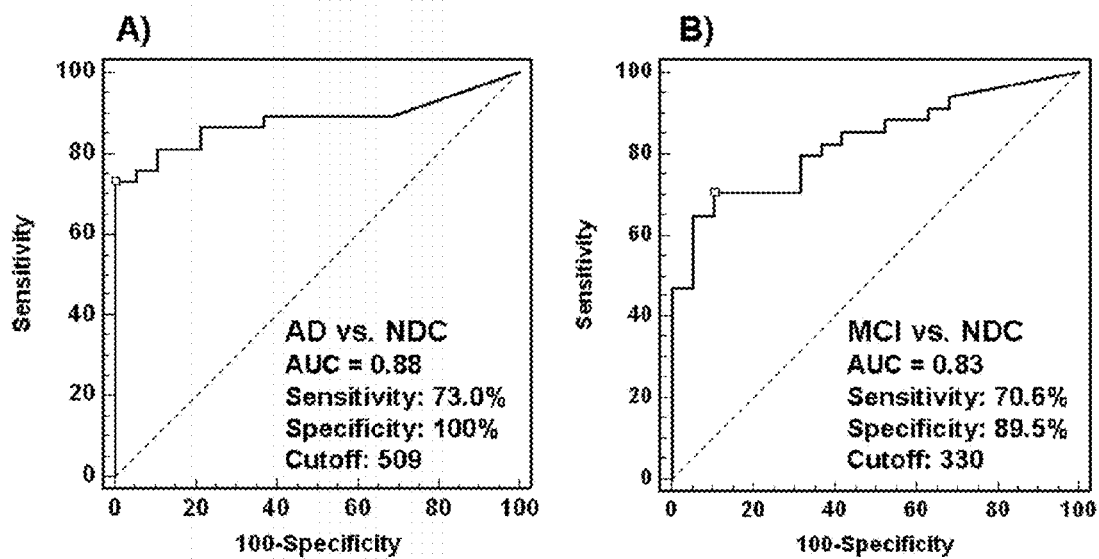 A)
100
80
60
40
20
0
Sensitivity
AD vs. NDC
AUC = 0.88
Sensitivity: 73.0%
Specificity: 100%
Cutoff: 509
0 20 40 60 80 100
100-Specificity
B)
100
80
60
40
20
0
Sensitivity
MCI vs. NDC
AUC = 0.83
Sensitivity: 70.6%
Specificity: 89.5%
Cutoff: 330
0 20 40 60 80 100
100-Specificity